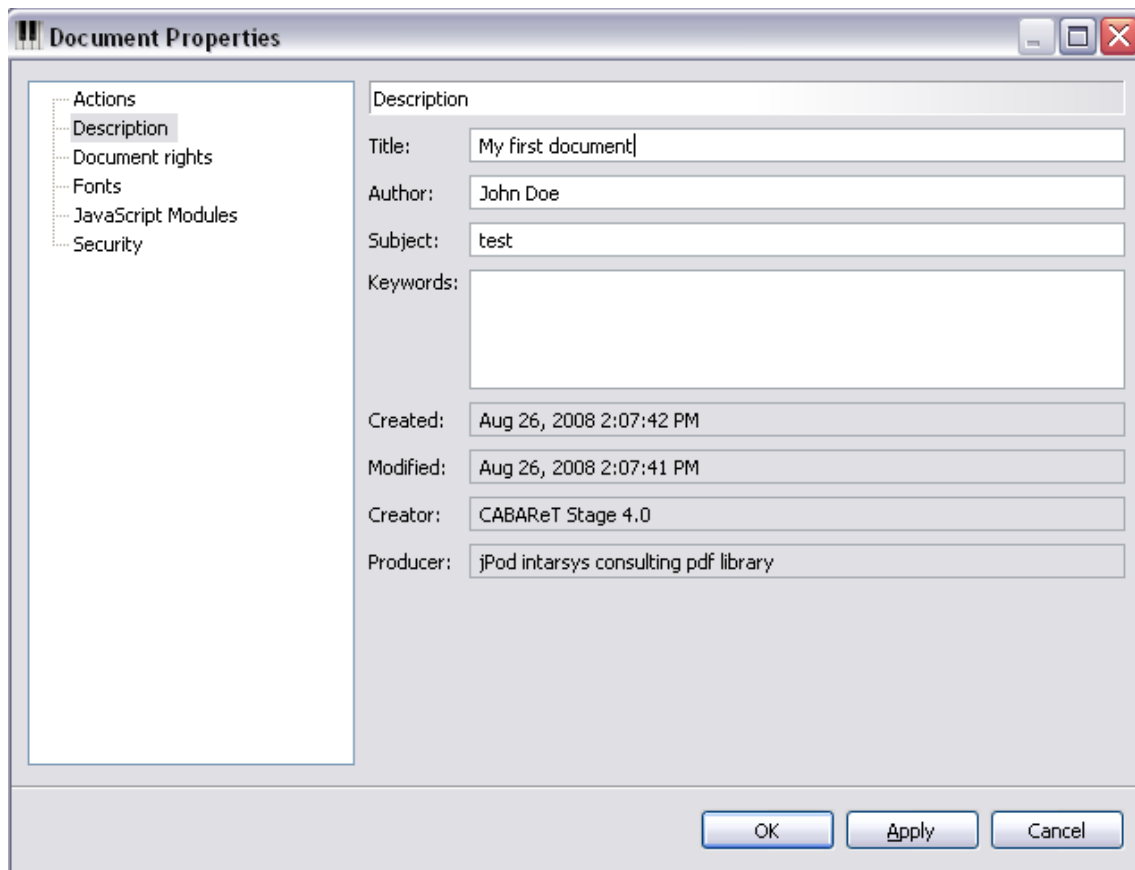 Document Properties
Actions
Description
Document rights
Fonts
JavaScript Modules
Security
Description
Title: My first document
Author: John Doe
Subject: test
Keywords:
Created: Aug 26, 2008 2:07:42 PM
Modified: Aug 26, 2008 2:07:41 PM
Creator: CABAReT Stage 4.0
Producer: jPod intarsys consulting pdf library
OK Apply Cancel